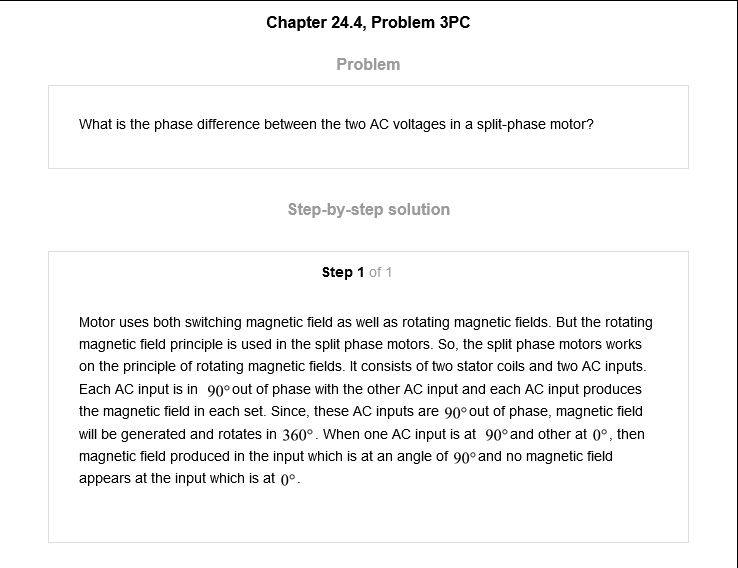 Chapter 24.4, Problem 3PC
Problem
What is the phase difference between the two AC voltages in a split-phase motor?
Step-by-step solution
Step 1 of 1
Motor uses both switching magnetic field as well as rotating magnetic fields. But the rotating
magnetic field principle is used in the split phase motors. So, the split phase motors works
on the principle of rotating magnetic fields. It consists of two stator coils and two AC inputs.
Each AC input is in 90° out of phase with the other AC input and each AC input produces
the magnetic field in each set. Since, these AC inputs are 90° out of phase, magnetic field
will be generated and rotates in 360°. When one AC input is at 90° and other at 0°, then
magnetic field produced in the input which is at an angle of 90° and no magnetic field
appears at the input which is at 0°.